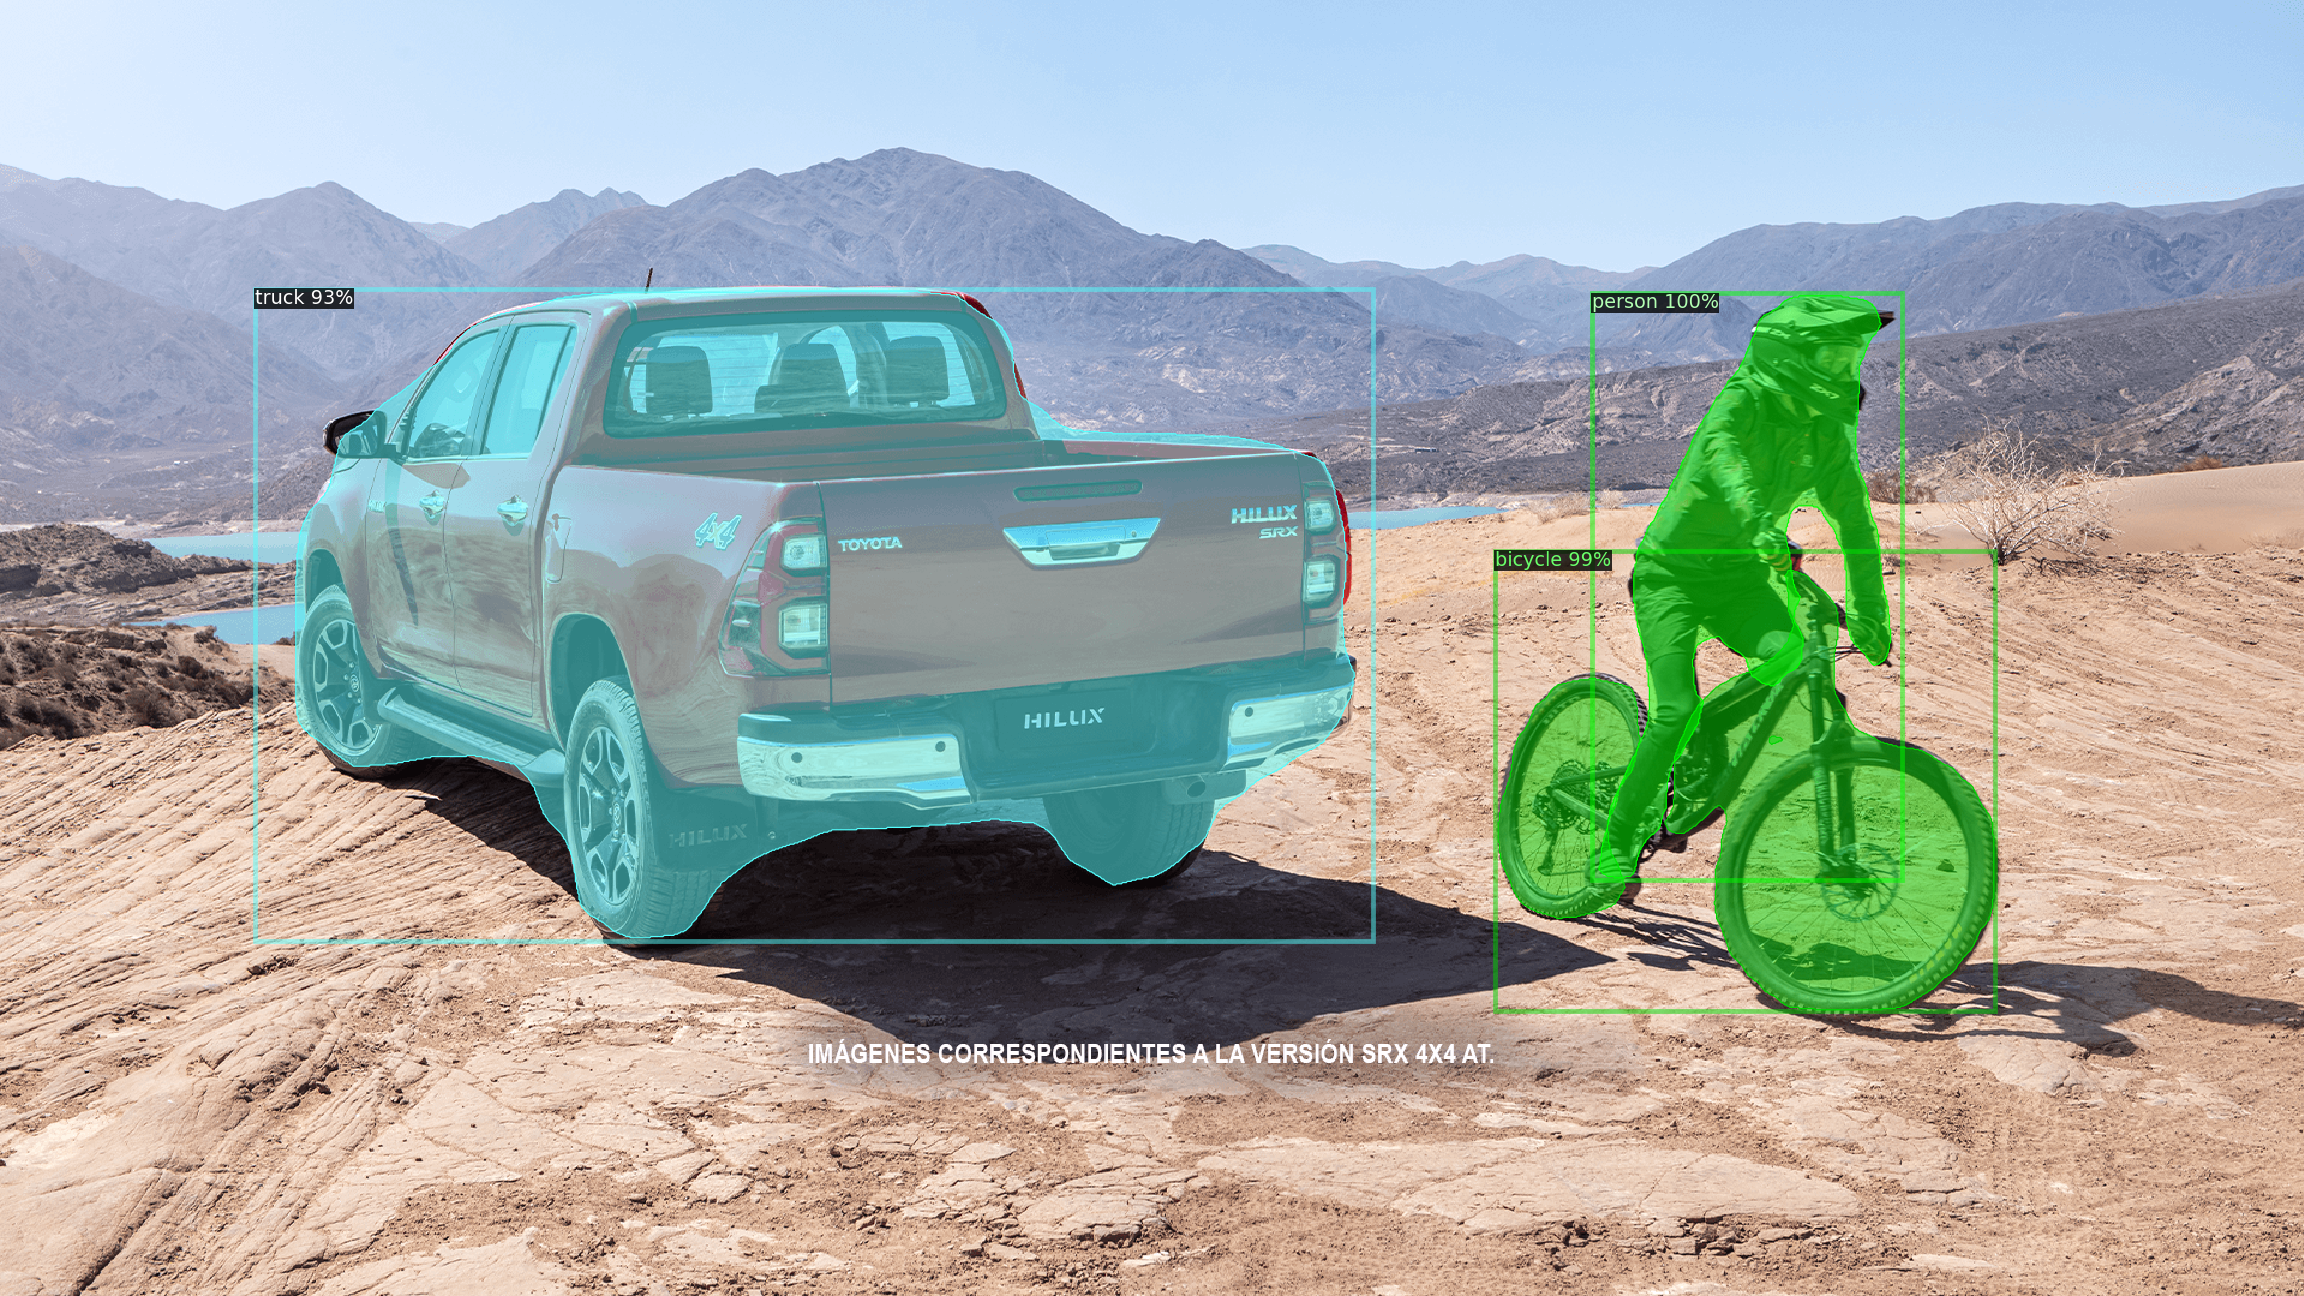 truck 93%
person 100%
4x4
TOYOTA
HILUX
SRX
bicycle 99%
HILUX
HILUX
IMÁGENES CORRESPONDIENTES A LA VERSIÓN SRX 4X4 AT.